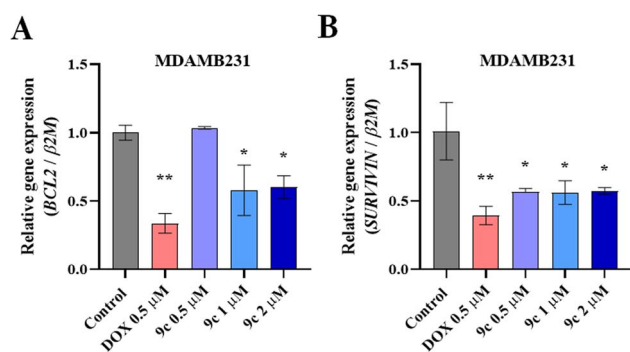 A
MDAMB231
Relative gene expression
(BCL2 / β2M)
1.5
1.0
0.5
0.0
**
*
*
Control
DOX 0.5 µM
9c 0.5 µM
9c 1 µM
9c 2 µM
B
MDAMB231
Relative gene expression
(SURVIVIN / β2M)
1.5
1.0
0.5
0.0
**
*
*
*
Control
DOX 0.5 µM
9c 0.5 µM
9c 1 µM
9c 2 µM